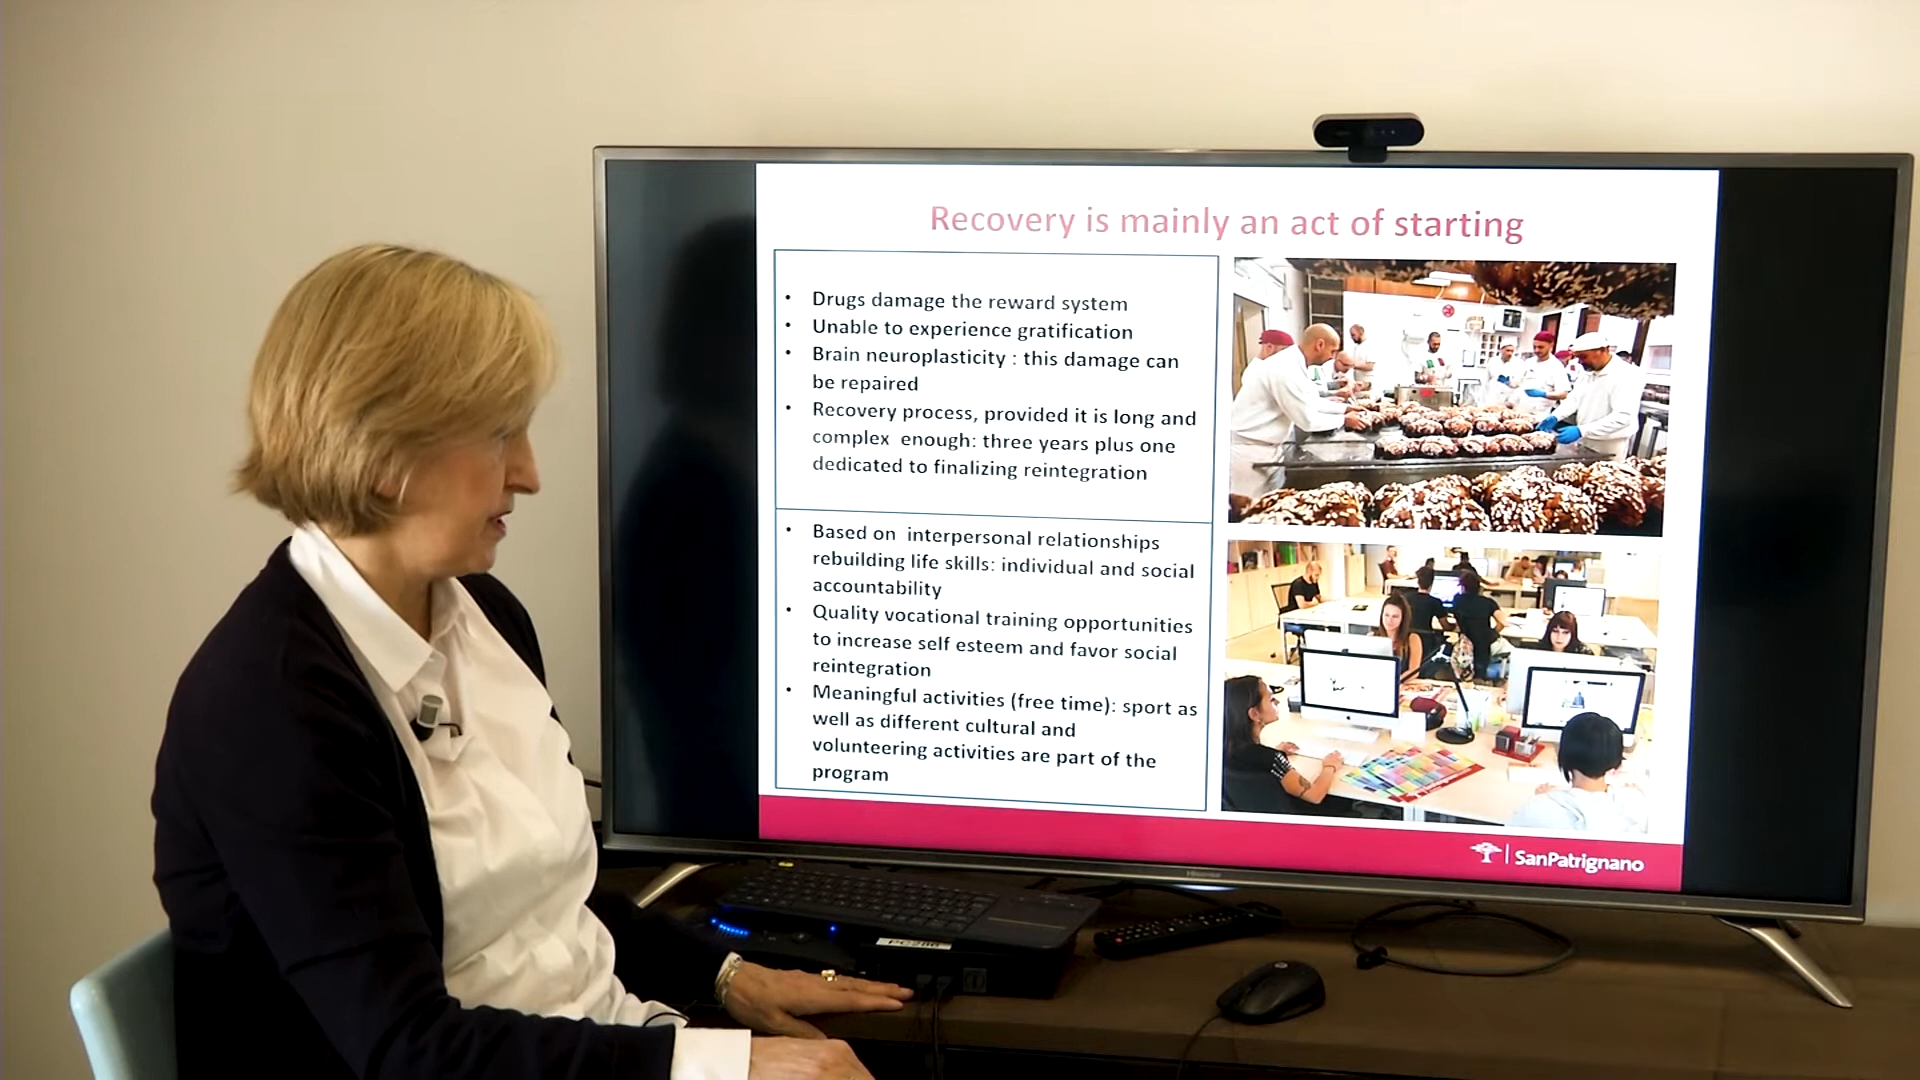 Recovery is mainly an act of starting
• Drugs damage the reward system
• Unable to experience gratification
• Brain neuroplasticity : this damage can
be repaired
• Recovery process, provided it is long and
complex enough: three years plus one
dedicated to finalizing reintegration
• Based on interpersonal relationships
rebuilding life skills: individual and social
accountability
• Quality vocational training opportunities
to increase self esteem and favor social
reintegration
• Meaningful activities (free time): sport as
well as different cultural and
volunteering activities are part of the
program
SanPatrignano
Hisense
PC286